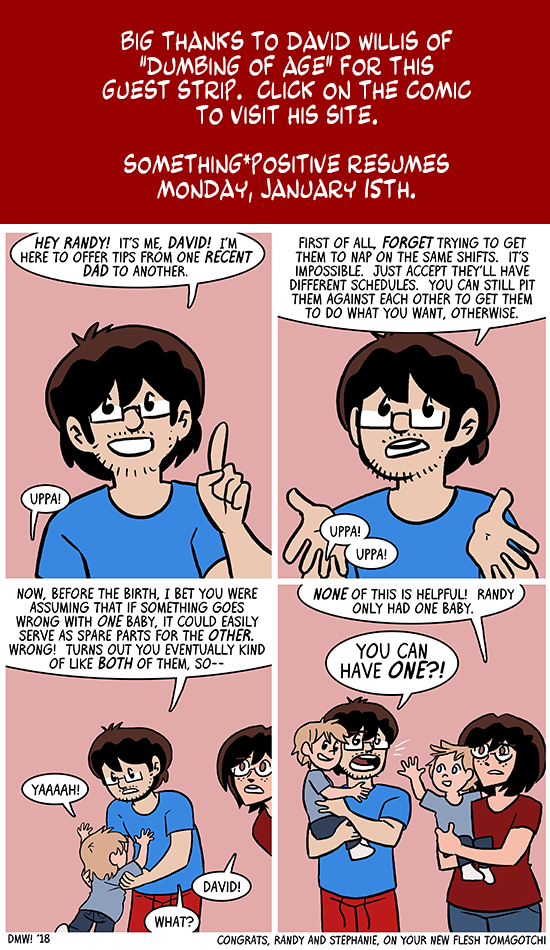 BIG THANKS TO DAVID WILLIS OF
"DUMBING OF AGE" FOR THIS
GUEST STRIP. CLICK ON THE COMIC
TO VISIT HIS SITE.
SOMETHING*POSITIVE RESUMES
MONDAY, JANUARY 15TH.
HEY RANDY! IT'S ME, DAVID! I'M
HERE TO OFFER TIPS FROM ONE RECENT
DAD TO ANOTHER.
UPPA!
FIRST OF ALL, FORGET TRYING TO GET
THEM TO NAP ON THE SAME SHIFTS. IT'S
IMPOSSIBLE. JUST ACCEPT THEY'LL HAVE
DIFFERENT SCHEDULES. YOU CAN STILL PIT
THEM AGAINST EACH OTHER TO GET THEM
TO DO WHAT YOU WANT, OTHERWISE.
UPPA!
UPPA!
NOW, BEFORE THE BIRTH, I BET YOU WERE
ASSUMING THAT IF SOMETHING GOES
WRONG WITH ONE BABY, IT COULD EASILY
SERVE AS SPARE PARTS FOR THE OTHER.
WRONG! TURNS OUT YOU EVENTUALLY KIND
OF LIKE BOTH OF THEM, SO--
YAAAAH!
DAVID!
WHAT?
NONE OF THIS IS HELPFUL! RANDY
ONLY HAD ONE BABY.
YOU CAN
HAVE ONE?!
DMW! '18
CONGRATS, RANDY AND STEPHANIE, ON YOUR NEW FLESH TOMAGOTCHI